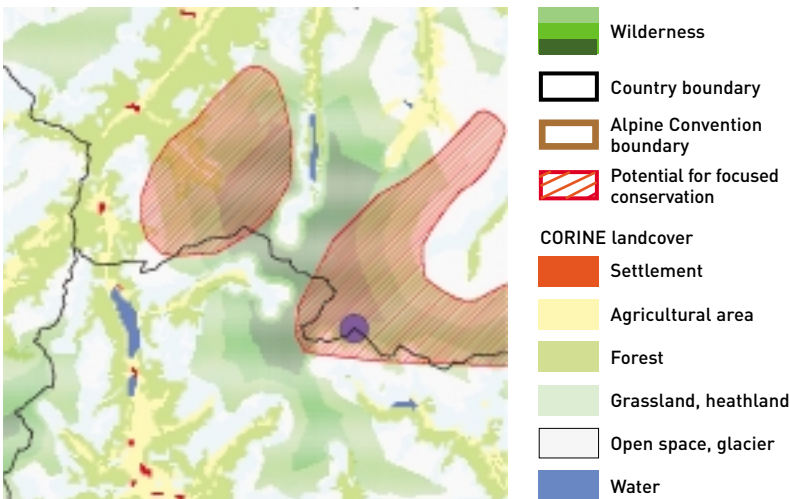 Wilderness
Country boundary
Alpine Convention
boundary
Potential for focused
conservation
CORINE landcover
Settlement
Agricultural area
Forest
Grassland, heathland
Open space, glacier
Water